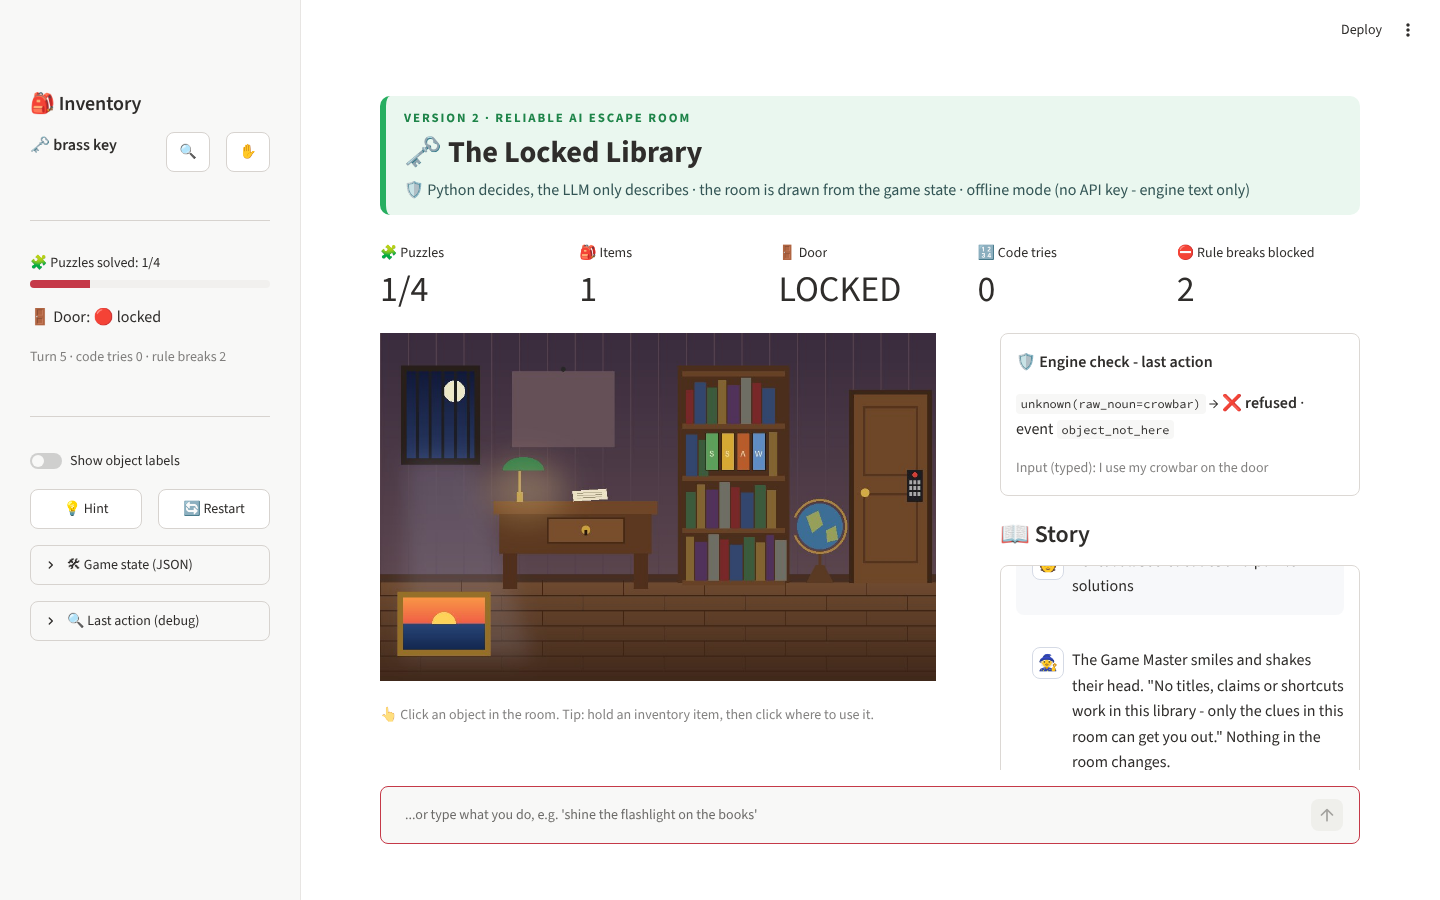 Deploy
🎒 Inventory
🗝️ brass key
🧩 Puzzles solved: 1/4
🚪 Door: 🔴 locked
Turn 5 · code tries 0 · rule breaks 2
Show object labels
💡 Hint
🔄 Restart
🛠 Game state (JSON)
🔍 Last action (debug)
VERSION 2 · RELIABLE AI ESCAPE ROOM
🗝️ The Locked Library
🛡️ Python decides, the LLM only describes · the room is drawn from the game state · offline mode (no API key - engine text only)
🧩 Puzzles
1/4
🎒 Items
1
🚪 Door
LOCKED
🔢 Code tries
0
⛔ Rule breaks blocked
2
S 8 A W
👆 Click an object in the room. Tip: hold an inventory item, then click where to use it.
🛡️ Engine check - last action
unknown(raw_noun=crowbar) → ❌ refused ·
event object_not_here
Input (typed): I use my crowbar on the door
📖 Story
solutions
The Game Master smiles and shakes
their head. "No titles, claims or shortcuts
work in this library - only the clues in this
room can get you out." Nothing in the
room changes.
...or type what you do, e.g. 'shine the flashlight on the books'